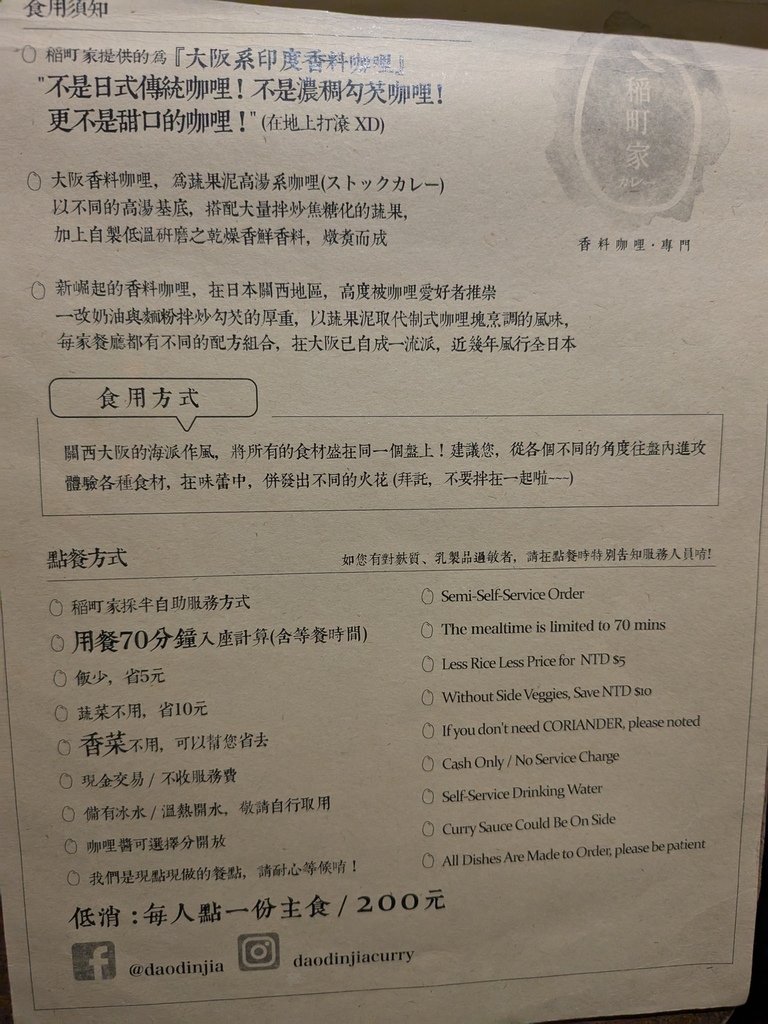 食用須知
稲町家提供的為『大阪系印度香料咖哩』
"不是日式傳統咖哩！不是濃稠勾芡咖哩！
更不是甜口的咖哩！" (在地上打滾 XD)
稲町家
カレー
香料咖哩·專門
大阪香料咖哩，為蔬果泥高湯系咖哩(ストックカレー)
以不同的高湯基底，搭配大量拌炒焦糖化的蔬果，
加上自製低溫研磨之乾燥香鮮香料，燉煮而成
新崛起的香料咖哩，在日本關西地區，高度被咖哩愛好者推崇
一改奶油與麵粉拌炒勾芡的厚重，以蔬果泥取代制式咖哩塊烹調的風味，
每家餐廳都有不同的配方組合，在大阪已自成一流派，近幾年風行全日本
食用方式
關西大阪的海派作風，將所有的食材盛在同一個盤上！建議您，從各個不同的角度往盤內進攻
體驗各種食材，在味蕾中，併發出不同的火花 (拜託，不要拌在一起啦~~~)
點餐方式
如您有對麩質、乳製品過敏者，請在點餐時特別告知服務人員唷!
稲町家採半自助服務方式
用餐70分鐘入座計算(含等餐時間)
飯少，省5元
蔬菜不用，省10元
香菜不用，可以幫您省去
現金交易 / 不收服務費
備有冰水 / 溫熱開水，敬請自行取用
咖哩醬可選擇分開放
我們是現點現做的餐點，請耐心等候唷！
Semi-Self-Service Order
The mealtime is limited to 70 mins
Less Rice Less Price for NTD $5
Without Side Veggies, Save NTD $10
If you don't need CORIANDER, please noted
Cash Only / No Service Charge
Self-Service Drinking Water
Curry Sauce Could Be On Side
All Dishes Are Made to Order, please be patient
低消：每人點一份主食 / 200元
@daodinjia
daodinjiacurry